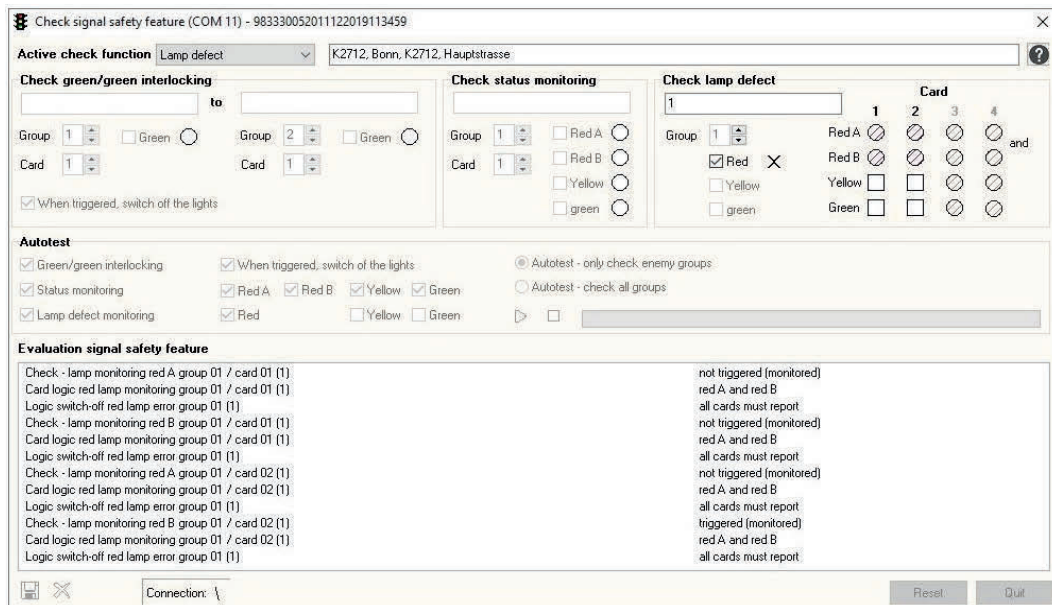 Check signal safety feature (COM 11) - 983330052011122019113459
Active check function Lamp defect K2712, Bonn, K2712, Hauptstrasse
Check green/green interlocking
to
Group 1 Green Group 2 Green
Card 1 Card 1
When triggered, switch off the lights
Check status monitoring
Group 1 Red A
Card 1 Red B
Yellow
green
Check lamp defect
1
Group 1
Red
Yellow
green
Card
1 2 3 4
Red A
and
Red B
Yellow
Green
Autotest
Green/green interlocking When triggered, switch of the lights Autotest - only check enemy groups
Status monitoring Red A Red B Yellow Green Autotest - check all groups
Lamp defect monitoring Red Yellow Green
Evaluation signal safety feature
Check - lamp monitoring red A group 01 / card 01 (1) not triggered (monitored)
Card logic red lamp monitoring group 01 / card 01 (1) red A and red B
Logic switch-off red lamp error group 01 (1) all cards must report
Check - lamp monitoring red B group 01 / card 01 (1) not triggered (monitored)
Card logic red lamp monitoring group 01 / card 01 (1) red A and red B
Logic switch-off red lamp error group 01 (1) all cards must report
Check - lamp monitoring red A group 01 / card 02 (1) not triggered (monitored)
Card logic red lamp monitoring group 01 / card 02 (1) red A and red B
Logic switch-off red lamp error group 01 (1) all cards must report
Check - lamp monitoring red B group 01 / card 02 (1) triggered (monitored)
Card logic red lamp monitoring group 01 / card 02 (1) red A and red B
Logic switch-off red lamp error group 01 (1) all cards must report
Connection: \
Reset Quit